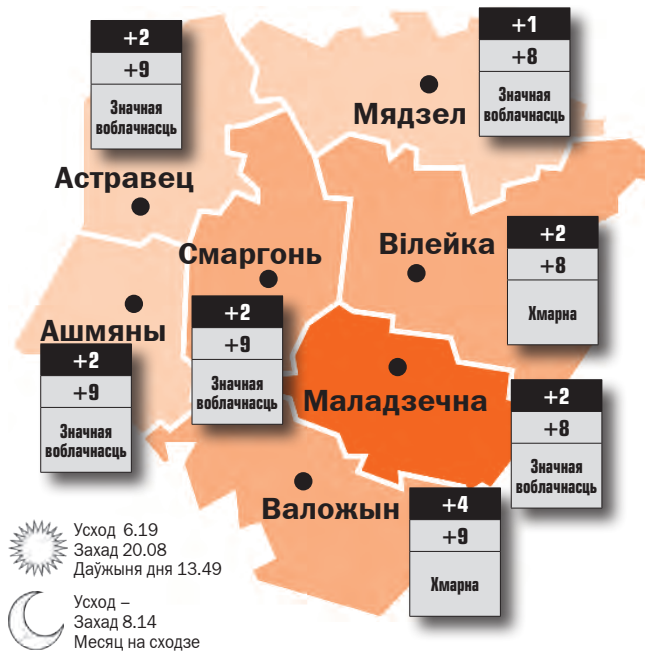 +2
+9
Значная
воблачнасць
+1
+8
Значная
воблачнасць
Мядзел
Астравец
Смаргонь
Вілейка
+2
+8
Хмарна
Ашмяны
+2
+9
Значная
воблачнасць
+2
+9
Значная
воблачнасць
Маладзечна
+2
+8
Значная
воблачнасць
Валожын
+4
+9
Хмарна
Усход 6.19
Захад 20.08
Даўжыня дня 13.49
Усход –
Захад 8.14
Месяц на сходзе